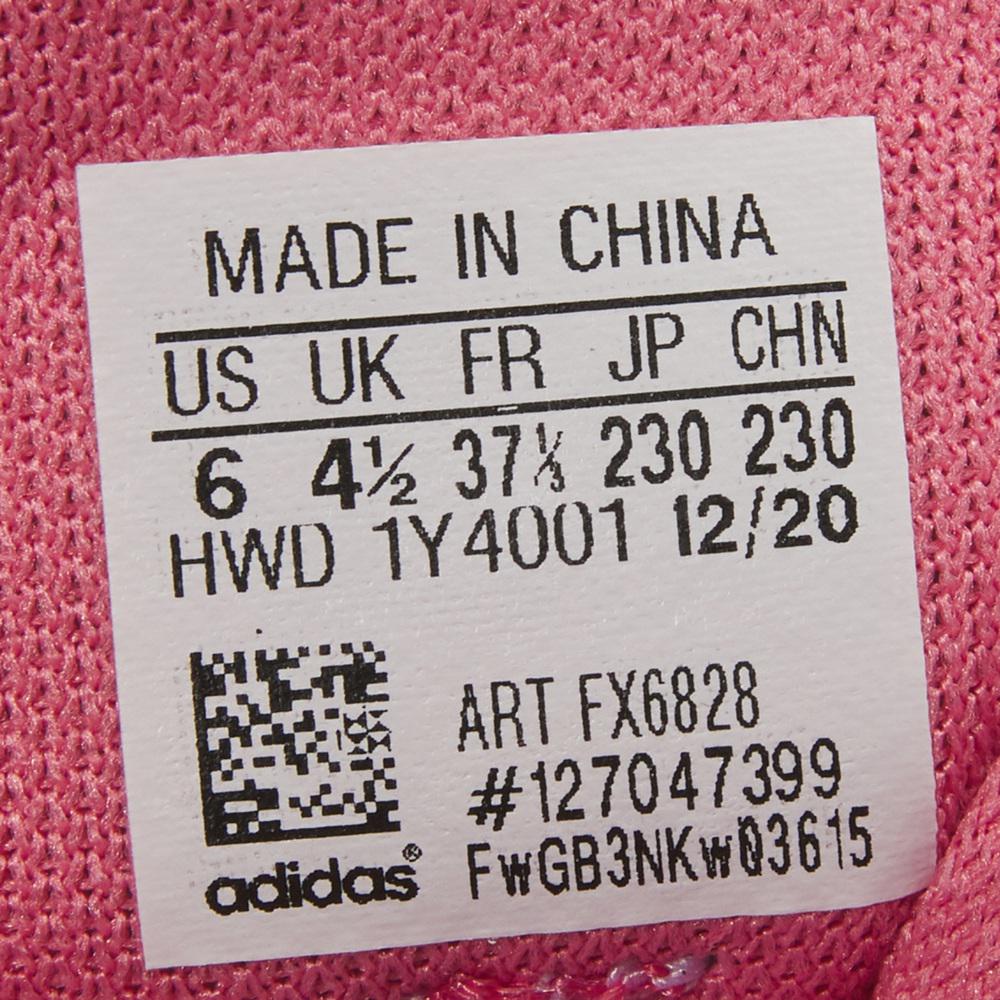 MADE IN CHINA
US UK FR JP CHN
6 4½ 37⅓ 230 230
HWD 1Y4001 12/20
ART FX6828
#127047399
FwGB3NKw03615
adidas®